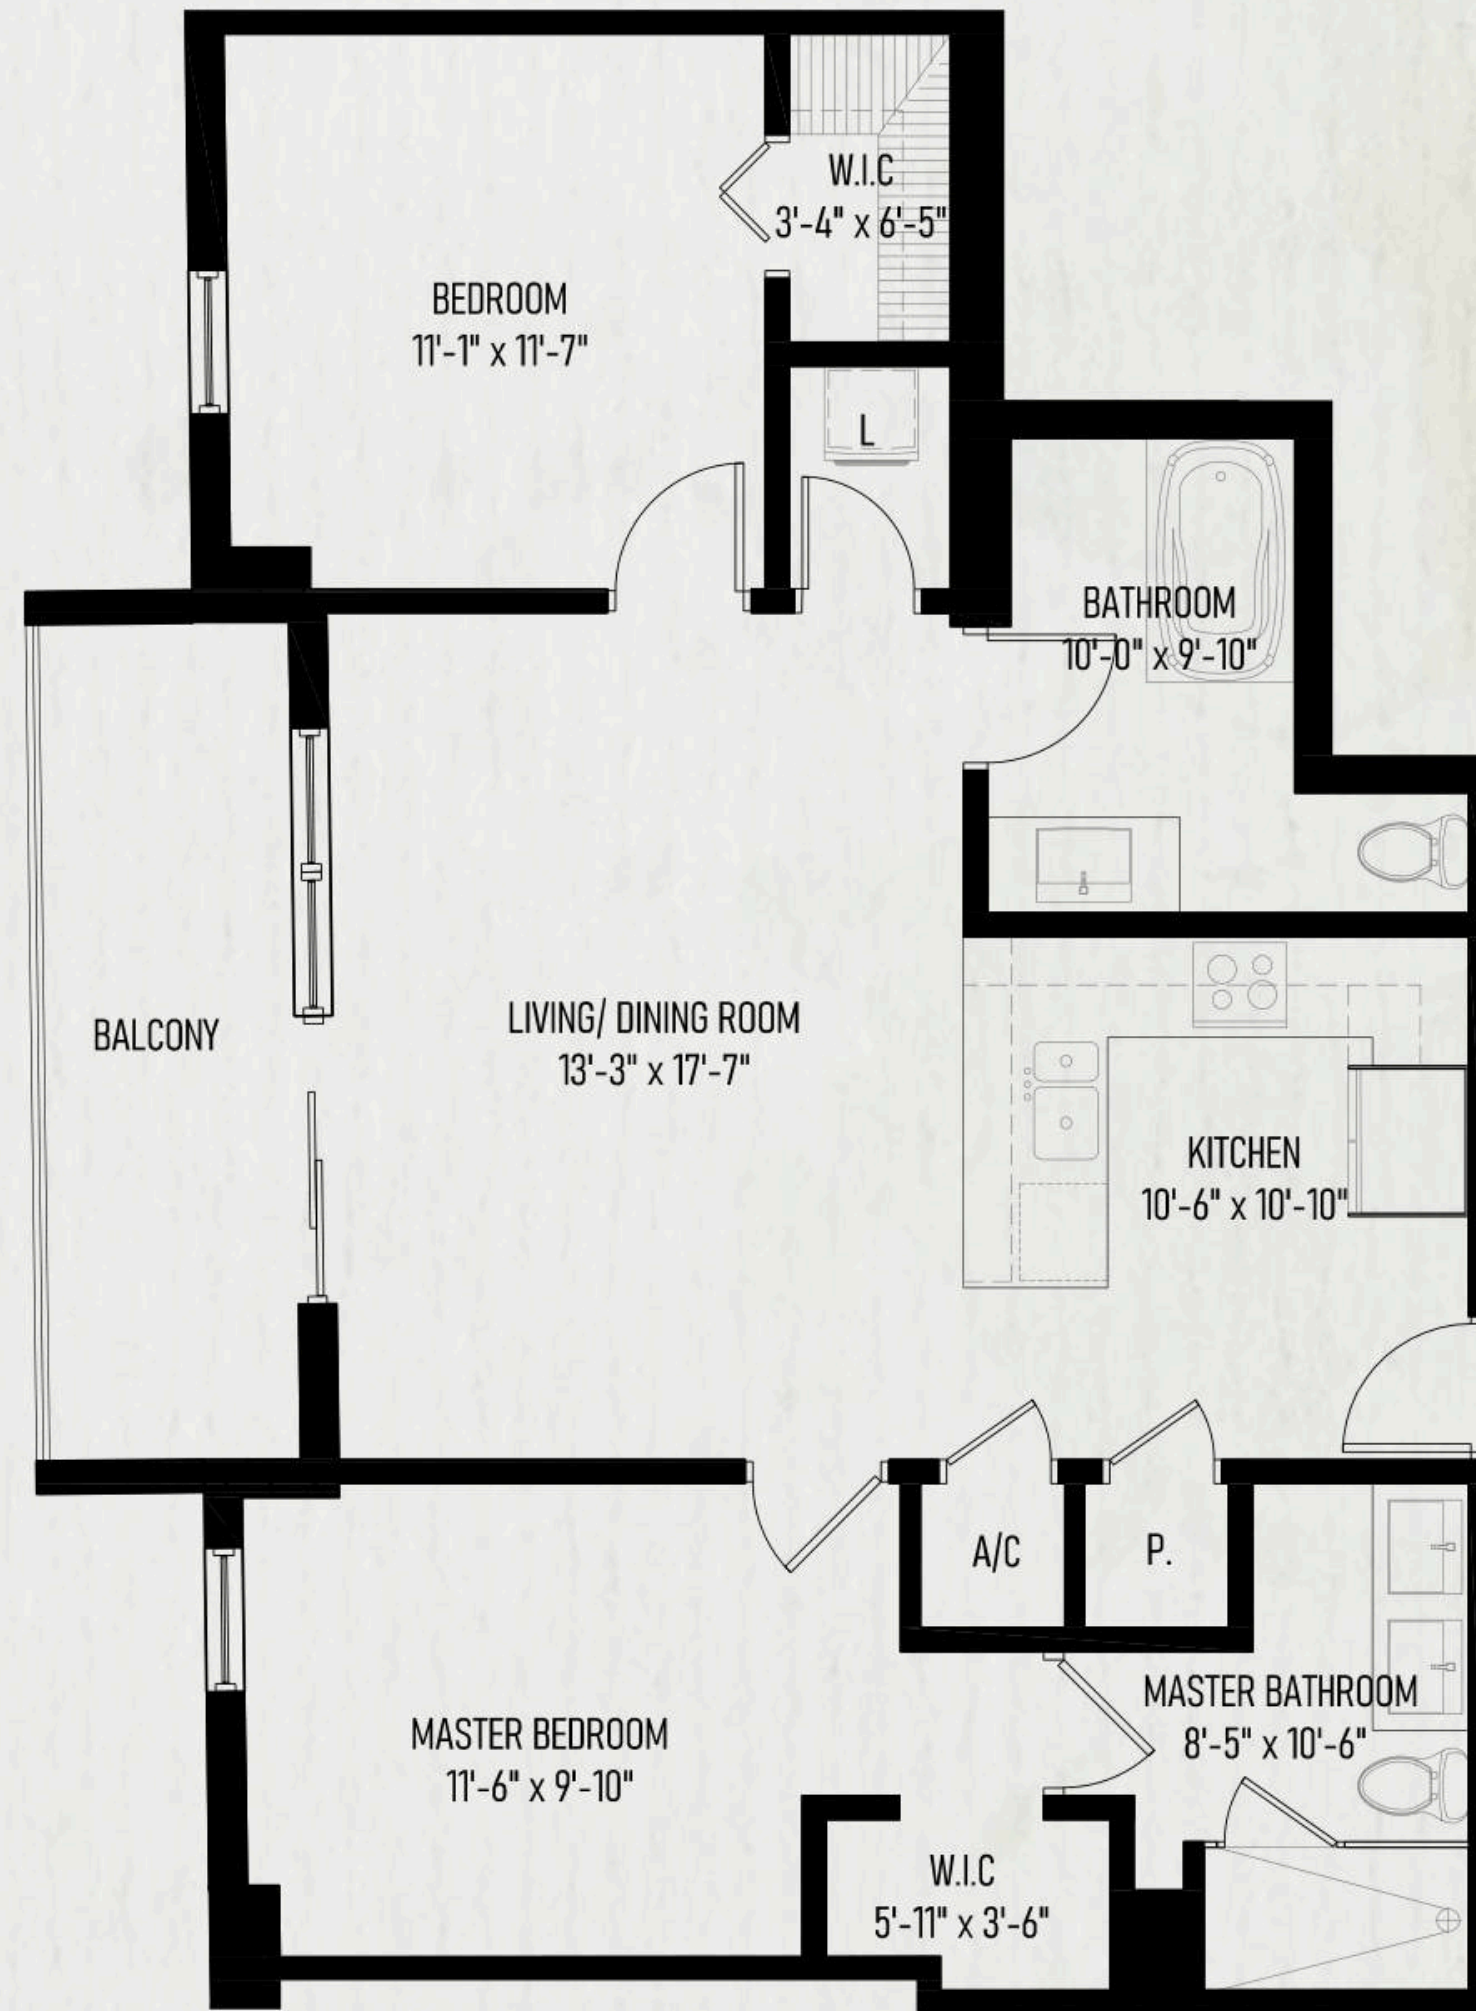 W.I.C
3'-4" x 6'-5"
BEDROOM
11'-1" x 11'-7"
L
BATHROOM
10'-0" x 9'-10"
BALCONY
LIVING/ DINING ROOM
13'-3" x 17'-7"
KITCHEN
10'-6" x 10'-10"
A/C
P.
MASTER BEDROOM
11'-6" x 9'-10"
MASTER BATHROOM
8'-5" x 10'-6"
W.I.C
5'-11" x 3'-6"